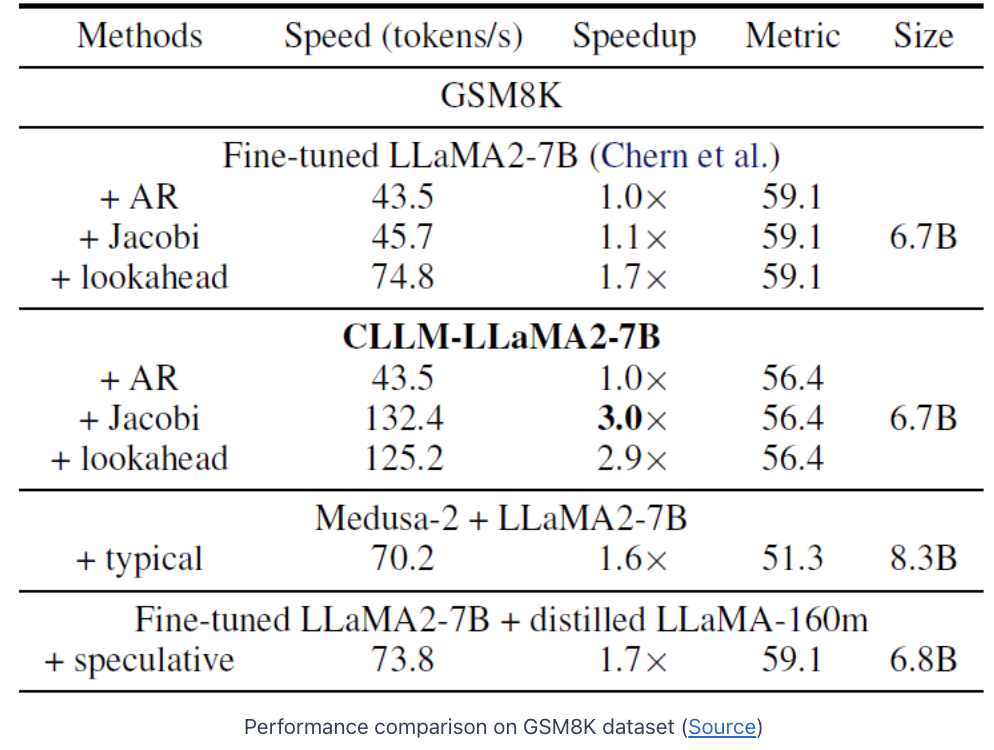 Methods Speed (tokens/s) Speedup Metric Size
GSM8K
Fine-tuned LLaMA2-7B (Chern et al.)
+ AR 43.5 1.0× 59.1
+ Jacobi 45.7 1.1× 59.1 6.7B
+ lookahead 74.8 1.7× 59.1
CLLM-LLaMA2-7B
+ AR 43.5 1.0× 56.4
+ Jacobi 132.4 3.0× 56.4 6.7B
+ lookahead 125.2 2.9× 56.4
Medusa-2 + LLaMA2-7B
+ typical 70.2 1.6× 51.3 8.3B
Fine-tuned LLaMA2-7B + distilled LLaMA-160m
+ speculative 73.8 1.7× 59.1 6.8B
Performance comparison on GSM8K dataset (Source)